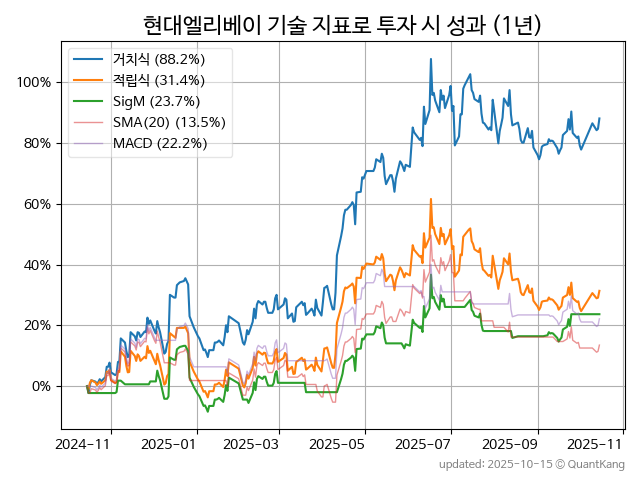 현대엘리베이 기술 지표로 투자 시 성과 (1년)
거치식 (88.2%)
적립식 (31.4%)
SigM (23.7%)
SMA(20) (13.5%)
MACD (22.2%)
100%
80%
60%
40%
20%
0%
2024-11
2025-01
2025-03
2025-05
2025-07
2025-09
2025-11
updated: 2025-10-15 © QuantKang